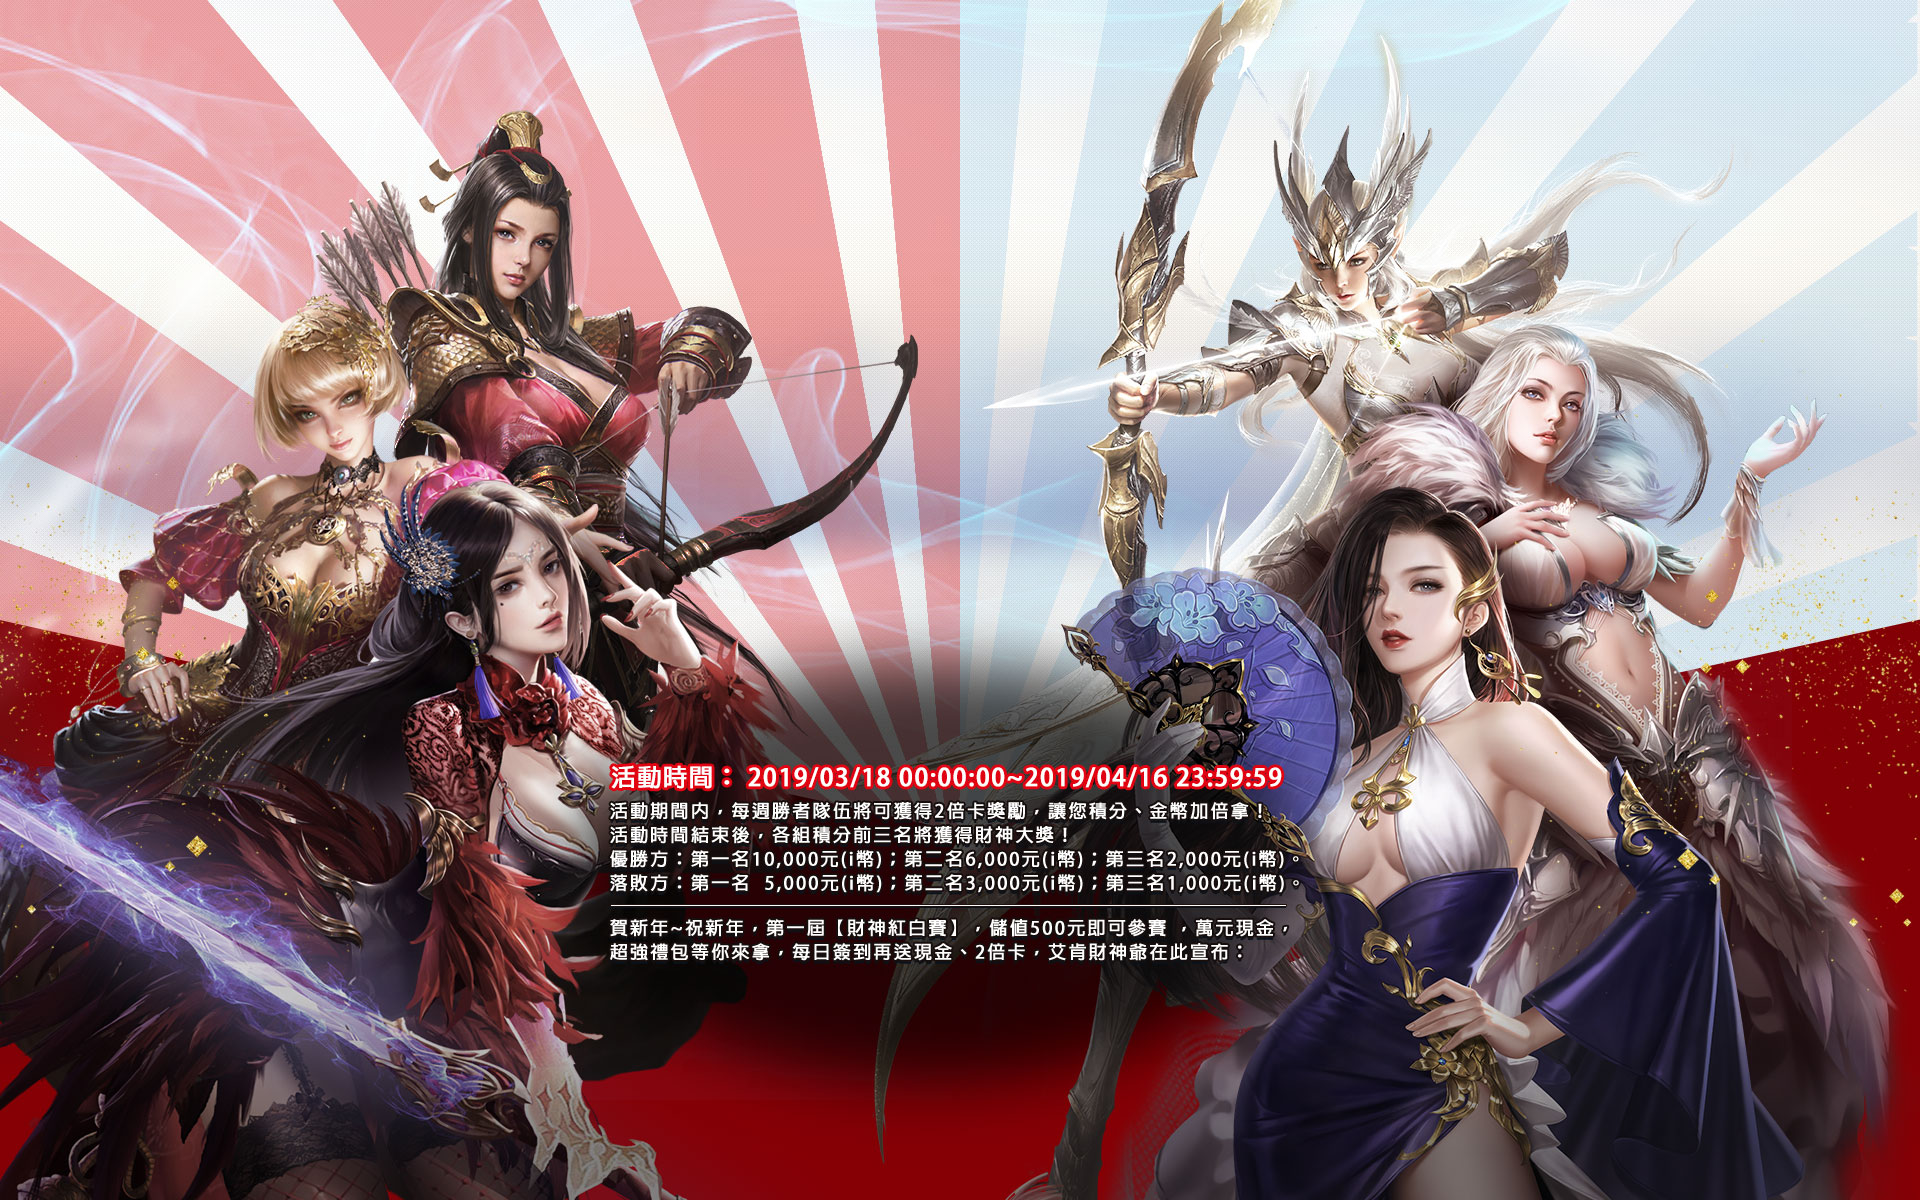 活動時間： 2019/03/18 00:00:00~2019/04/16 23:59:59
活動期間內，每週勝者隊伍將可獲得2倍卡獎勵，讓您積分、金幣加倍拿！
活動時間結束後，各組積分前三名將獲得財神大獎！
優勝方：第一名10,000元(i幣)；第二名6,000元(i幣)；第三名2,000元(i幣)。
落敗方：第一名 5,000元(i幣)；第二名3,000元(i幣)；第三名1,000元(i幣)。
賀新年~祝新年，第一屆【財神紅白賽】，儲值500元即可參賽 ，萬元現金，
超強禮包等你來拿，每日簽到再送現金、2倍卡，艾肯財神爺在此宣布：